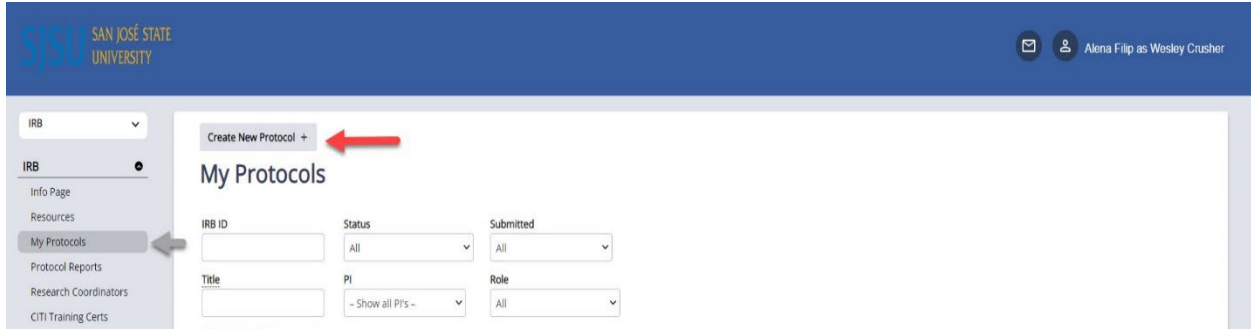 SJSU SAN JOSÉ STATE
UNIVERSITY
Alena Filip as Wesley Crusher
IRB
IRB
Info Page
Resources
My Protocols
Protocol Reports
Research Coordinators
CITI Training Certs
Create New Protocol +
My Protocols
IRB ID Status Submitted
All All
Title PI Role
– Show all PI's – All